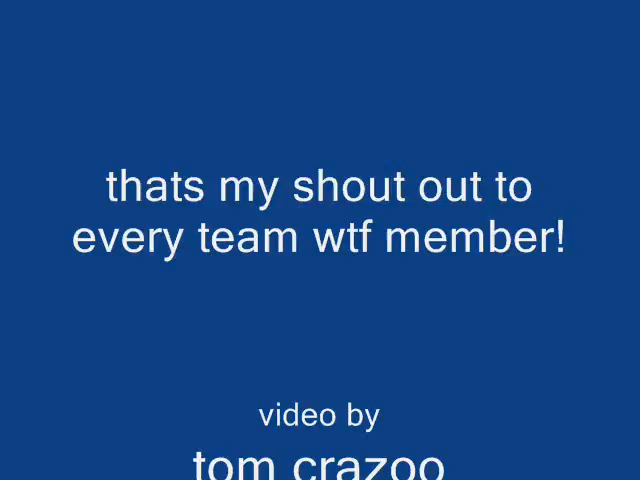 thats my shout out to
every team wtf member!
video by
tom crazoo